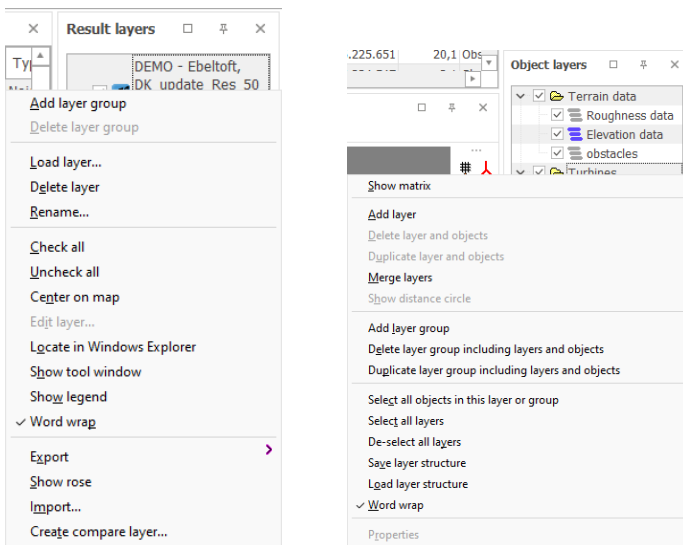 Result layers
Ty
DEMO - Ebeltoft,
DK update Res 50
Add layer group
Delete layer group
Load layer...
Delete layer
Rename...
Check all
Uncheck all
Center on map
Edit layer...
Locate in Windows Explorer
Show tool window
Show legend
Word wrap
Export
Show rose
Import...
Create compare layer...
.225.651 20,1 Obs
Object layers
Terrain data
Roughness data
Elevation data
obstacles
Turbines
...
Show matrix
Add layer
Delete layer and objects
Duplicate layer and objects
Merge layers
Show distance circle
Add layer group
Delete layer group including layers and objects
Duplicate layer group including layers and objects
Select all objects in this layer or group
Select all layers
De-select all layers
Save layer structure
Load layer structure
Word wrap
Properties